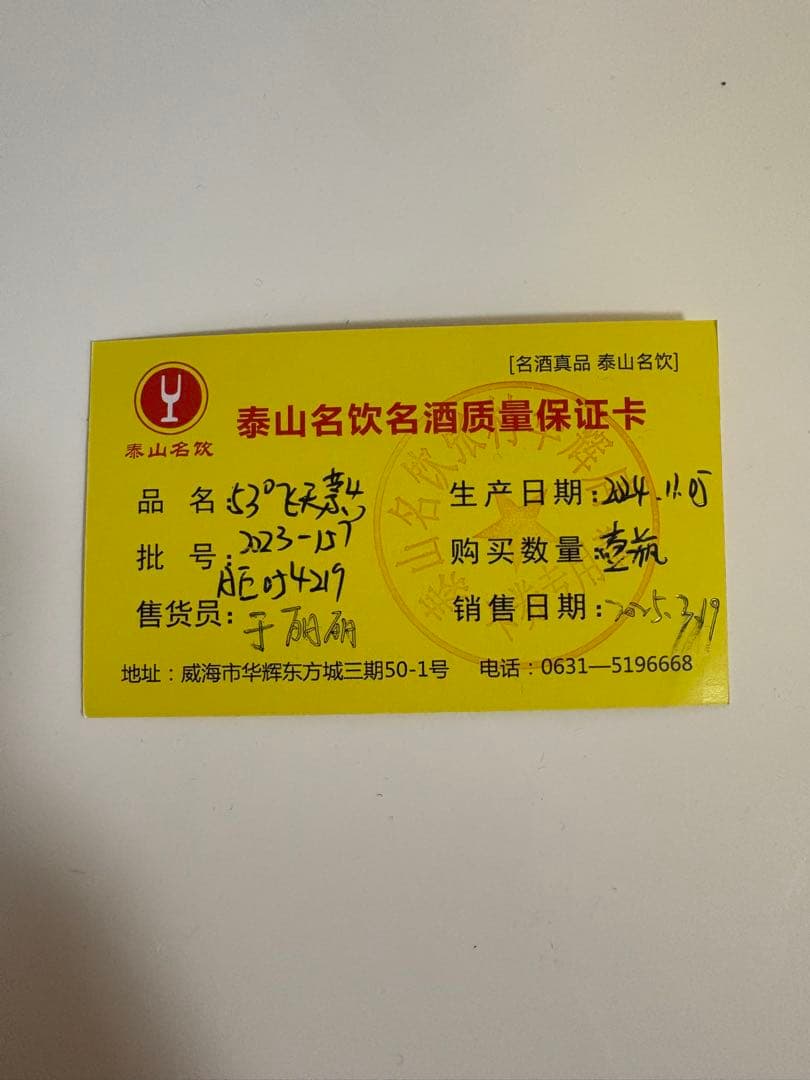 [名酒真品 泰山名饮]
泰山名饮
泰山名饮名酒质量保证卡
品 名:53°飞天
生产日期:2024.11.05
批 号:2023-157
购买数量:壹瓶
4219
售货员:于丽丽
销售日期:2025.3.19
地址:威海市华辉东方城三期50-1号 电话:0631—5196668